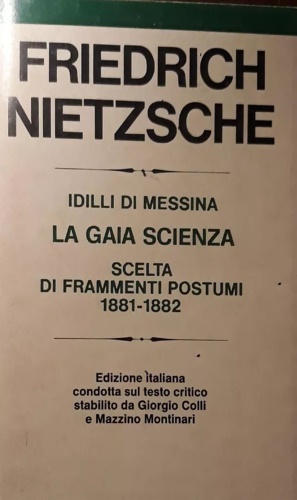 FRIEDRICH
NIETZSCHE
IDILLI DI MESSINA
LA GAIA SCIENZA
SCELTA
DI FRAMMENTI POSTUMI
1881-1882
Edizione italiana
condotta sul testo critico
stabilito da Giorgio Colli
e Mazzino Montinari